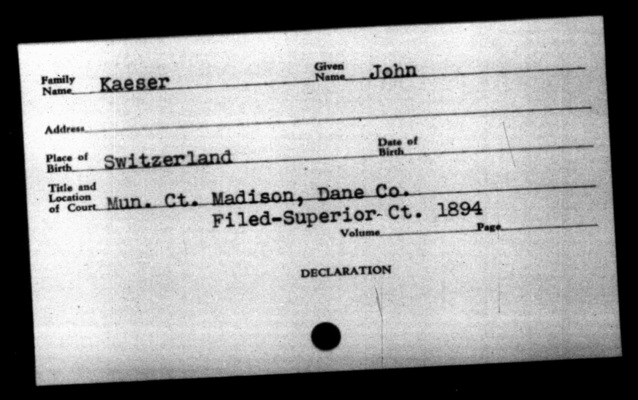 Family Name Kaeser Given Name John
Address
Place of Birth Switzerland Date of Birth
Title and Location of Court Mun. Ct. Madison, Dane Co.
Filed-Superior Ct. 1894
Volume Page
DECLARATION